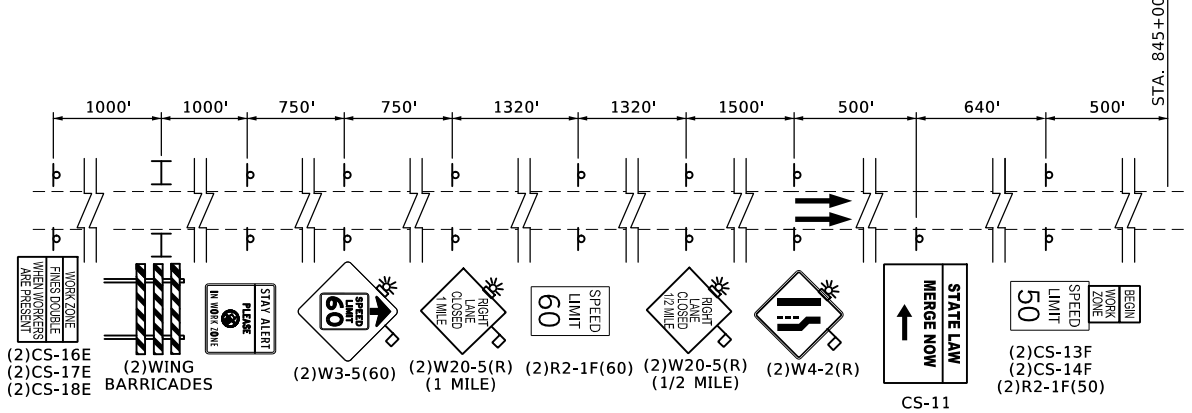 STA. 845+00
1000' 1000' 750' 750' 1320' 1320' 1500' 500' 640' 500'
WORK ZONE
FINES DOUBLE
WHEN WORKERS
ARE PRESENT
(2)CS-16E
(2)CS-17E
(2)CS-18E
(2)WING
BARRICADES
STAY ALERT
PLEASE
IN WORK ZONE
SPEED
LIMIT
60
(2)W3-5(60)
RIGHT
LANE
CLOSED
1 MILE
(2)W20-5(R)
(1 MILE)
SPEED
LIMIT
60
(2)R2-1F(60)
RIGHT
LANE
CLOSED
1/2 MILE
(2)W20-5(R)
(1/2 MILE)
(2)W4-2(R)
STATE LAW
MERGE NOW
CS-11
BEGIN
WORK
ZONE
SPEED
LIMIT
50
(2)CS-13F
(2)CS-14F
(2)R2-1F(50)